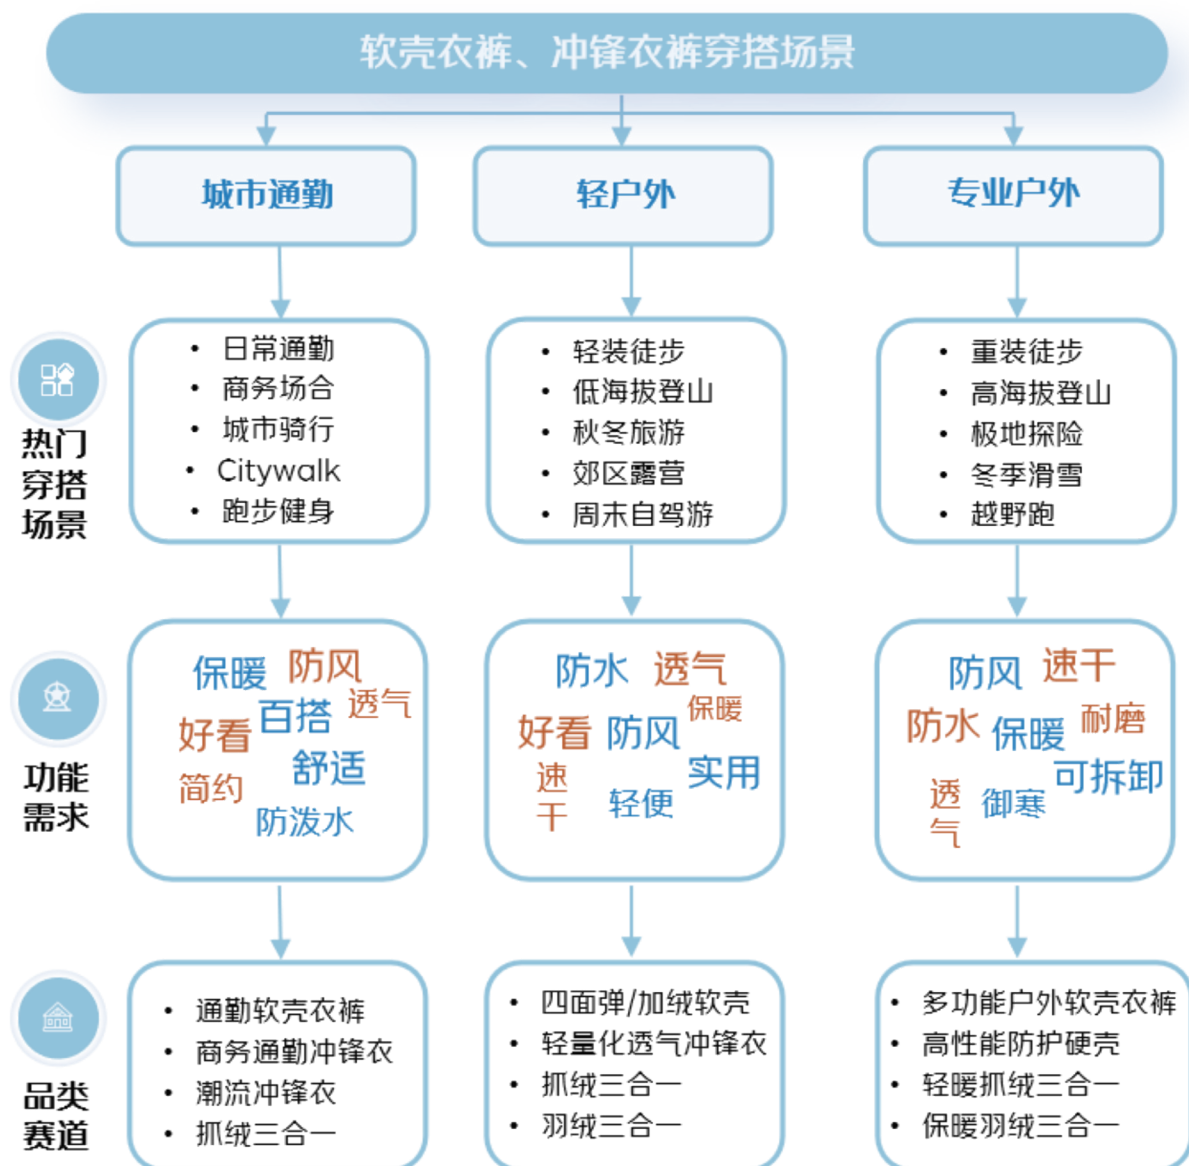 软壳衣裤、冲锋衣裤穿搭场景
城市通勤
轻户外
专业户外
热门
穿搭
场景
• 日常通勤
• 商务场合
• 城市骑行
• Citywalk
• 跑步健身
• 轻装徒步
• 低海拔登山
• 秋冬旅游
• 郊区露营
• 周末自驾游
• 重装徒步
• 高海拔登山
• 极地探险
• 冬季滑雪
• 越野跑
功能
需求
保暖 防风
百搭 透气
好看
舒适
简约
防泼水
防水 透气
保暖
好看 防风
速
干
实用
轻便
防风 速干
防水 保暖 耐磨
可拆卸
透
气
御寒
品类
赛道
• 通勤软壳衣裤
• 商务通勤冲锋衣
• 潮流冲锋衣
• 抓绒三合一
• 四面弹/加绒软壳
• 轻量化透气冲锋衣
• 抓绒三合一
• 羽绒三合一
• 多功能户外软壳衣裤
• 高性能防护硬壳
• 轻暖抓绒三合一
• 保暖羽绒三合一